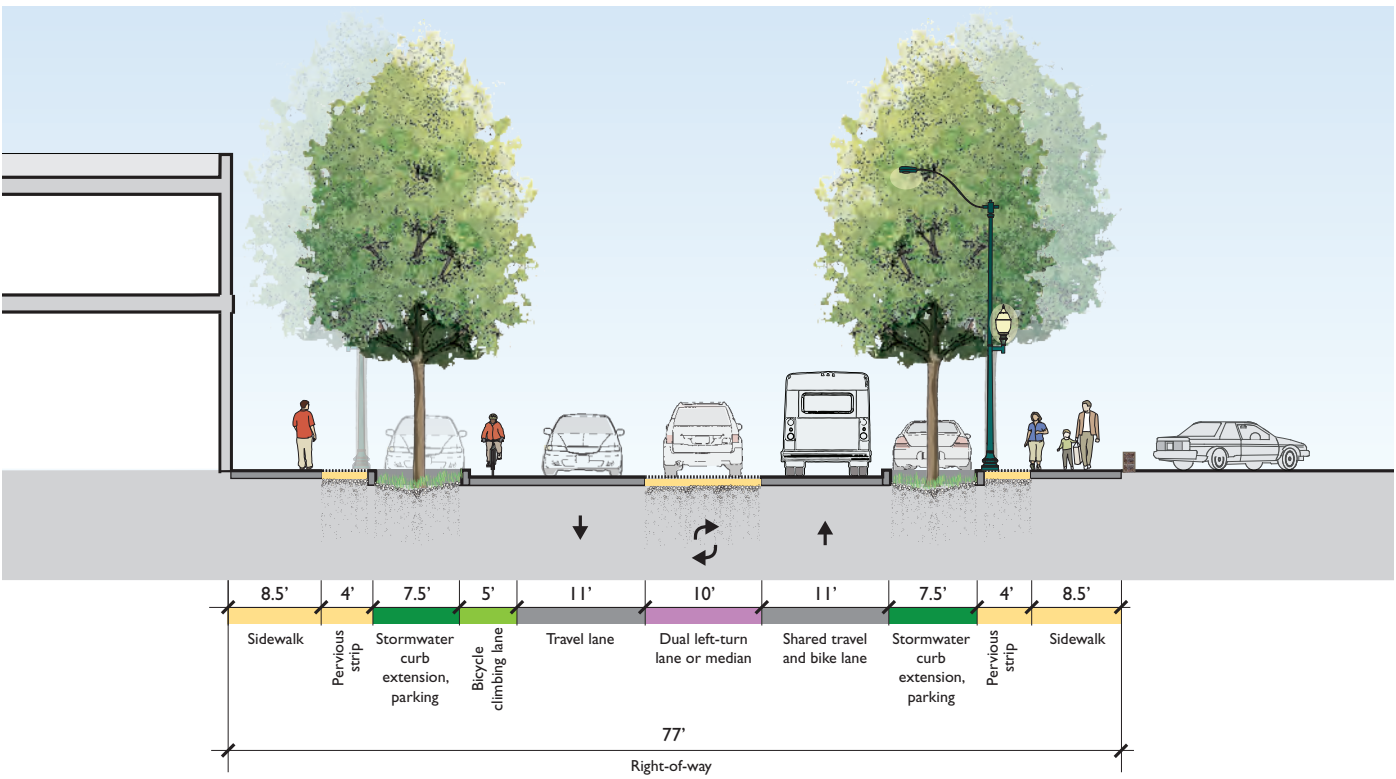 8.5’
4’
7.5’
5’
11’
10’
11’
7.5’
4’
8.5’
Sidewalk
Pervious
strip
Stormwater
curb
extension,
parking
Bicycle
climbing lane
Travel lane
Dual left-turn
lane or median
Shared travel
and bike lane
Stormwater
curb
extension,
parking
Pervious
strip
Sidewalk
77’
Right-of-way